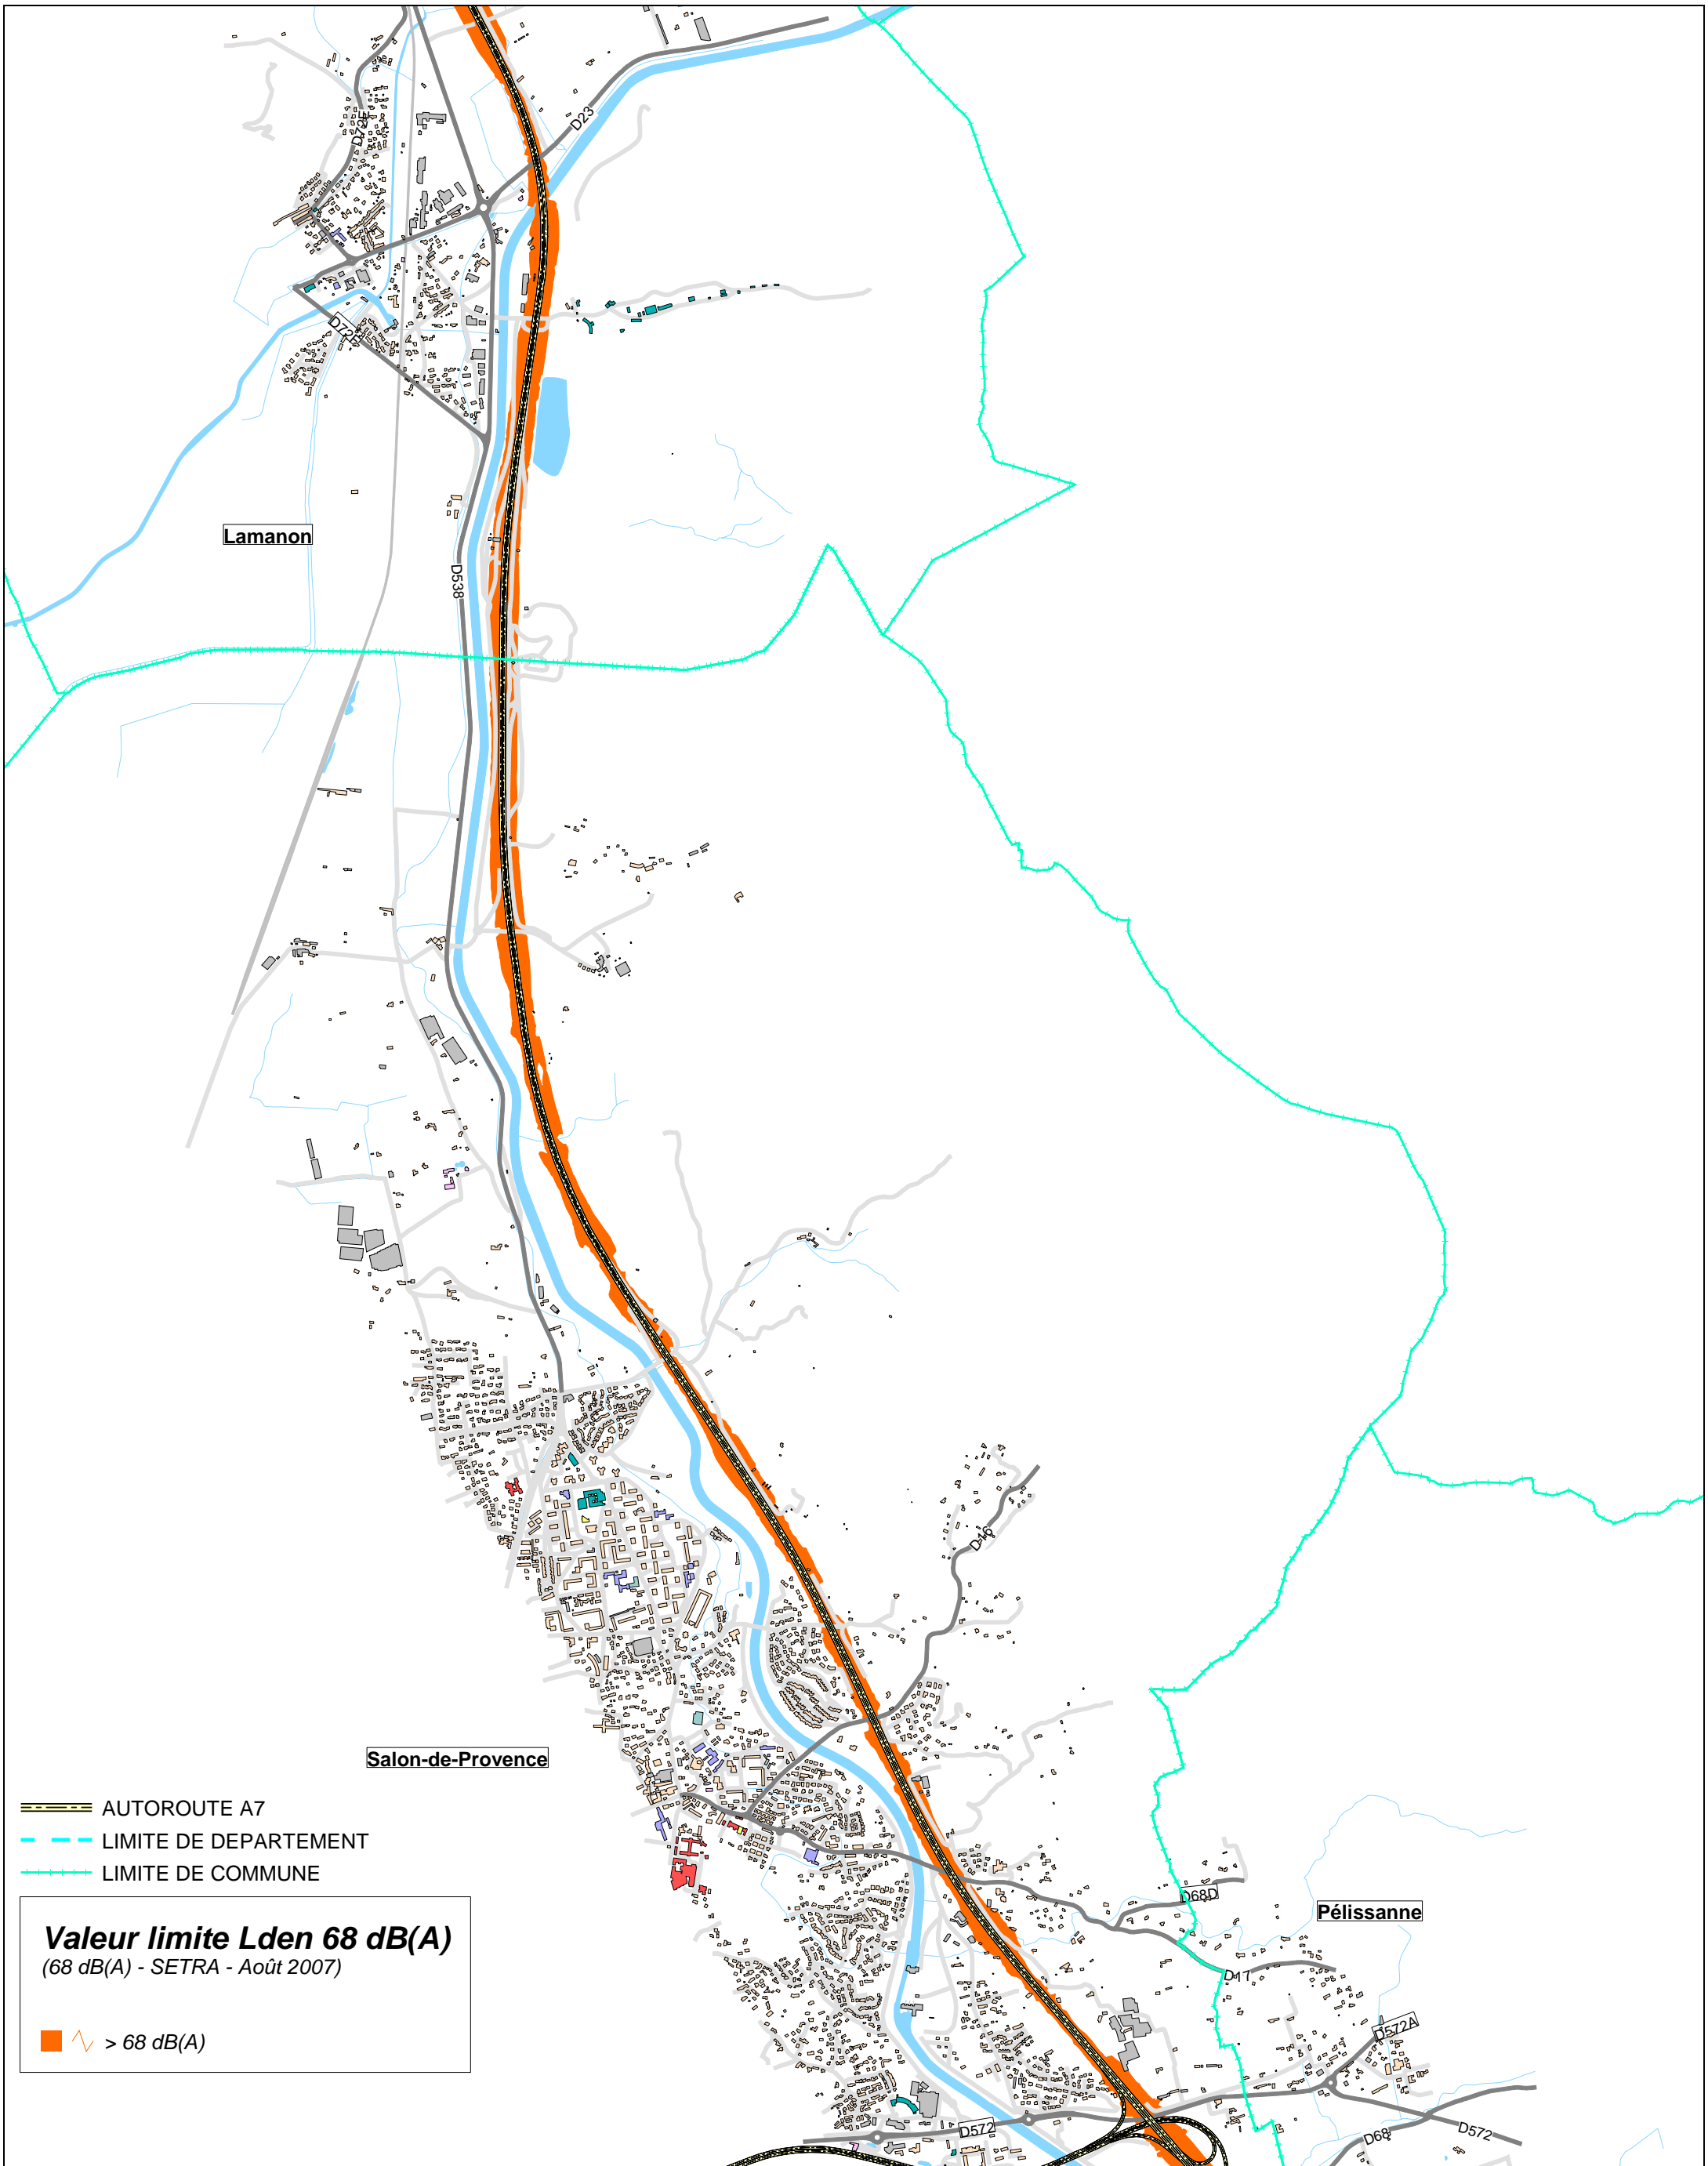 D23
D72E
D72E
Lamanon
D538
D16
Salon-de-Provence
AUTOROUTE A7
LIMITE DE DEPARTEMENT
LIMITE DE COMMUNE
D68D
Pélissanne
Valeur limite Lden 68 dB(A)
(68 dB(A) - SETRA - Août 2007)
D17
D572A
> 68 dB(A)
D572
D68
D572